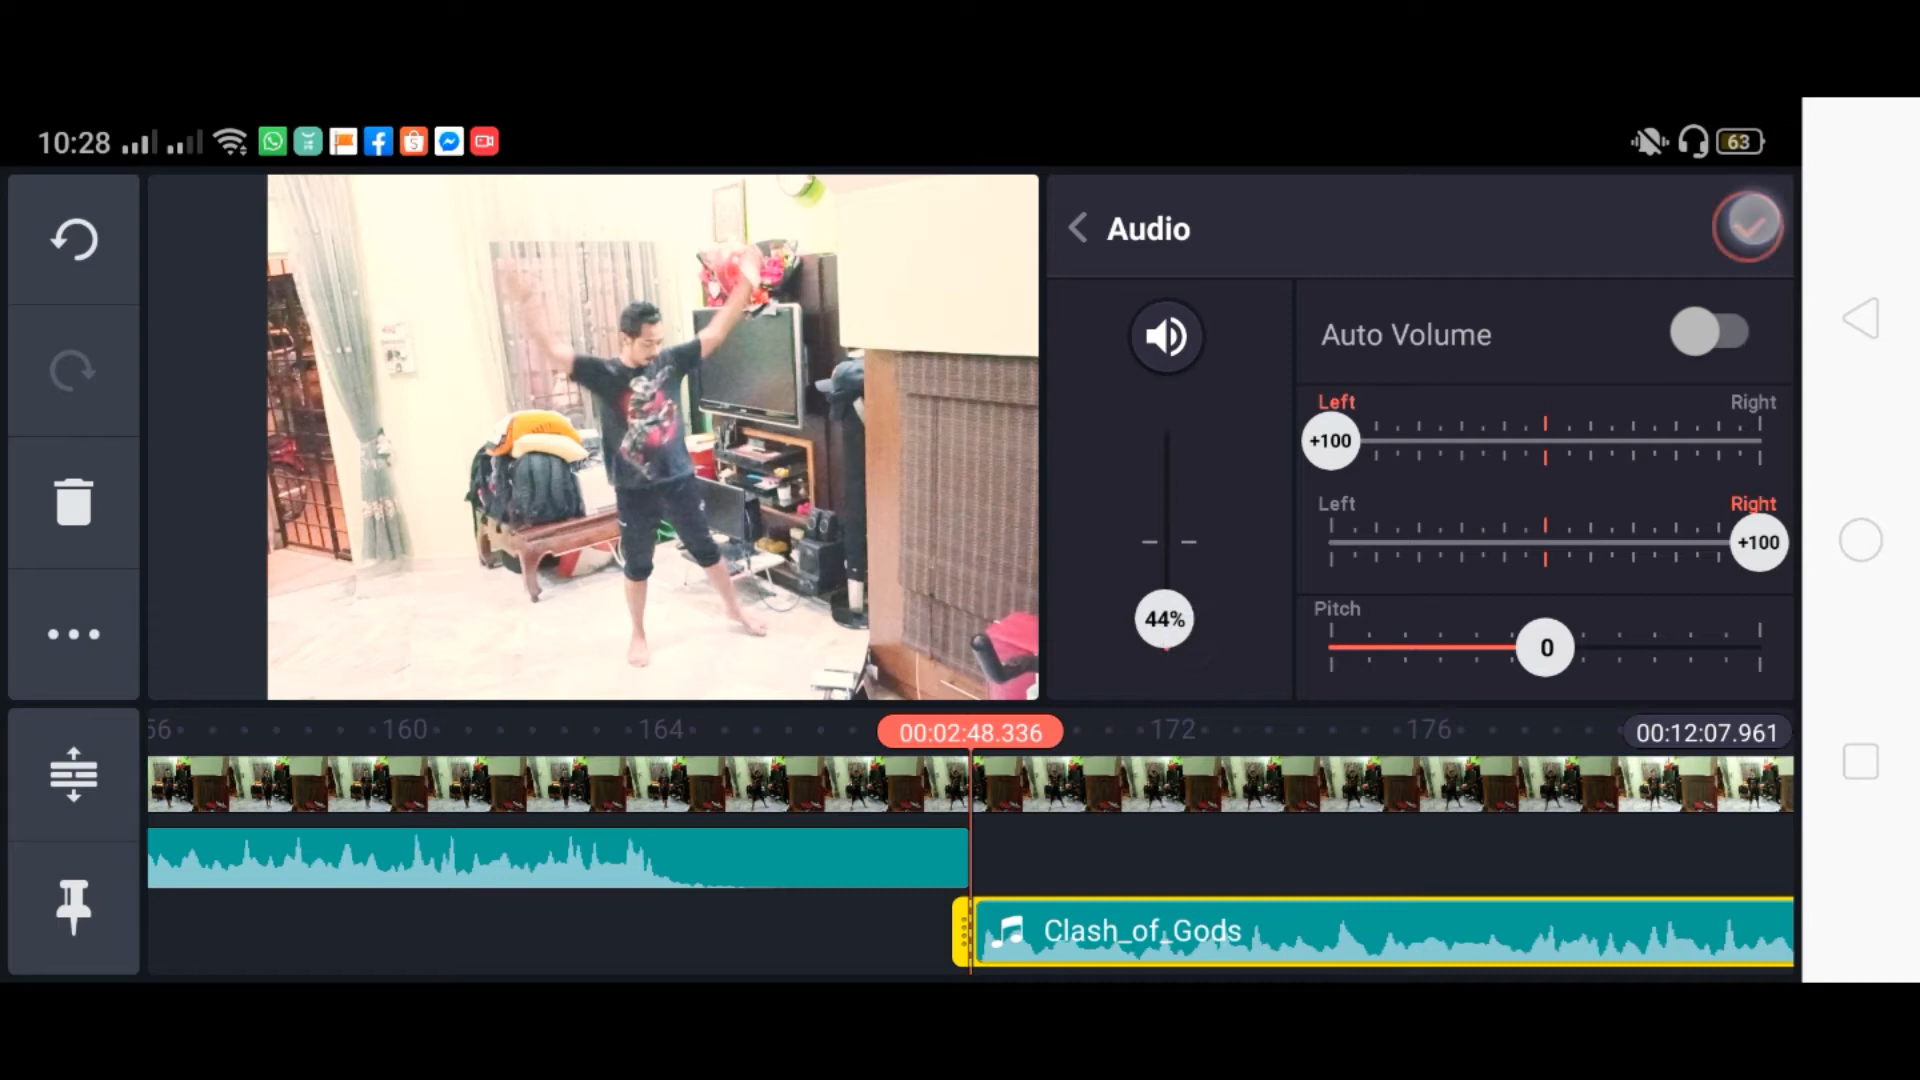 10:28
63
Audio
Auto Volume
Left Right
+100
Left Right
+100
44%
Pitch
0
56 160 164 00:02:48.336 172 176 00:12:07.961
Clash_of_Gods